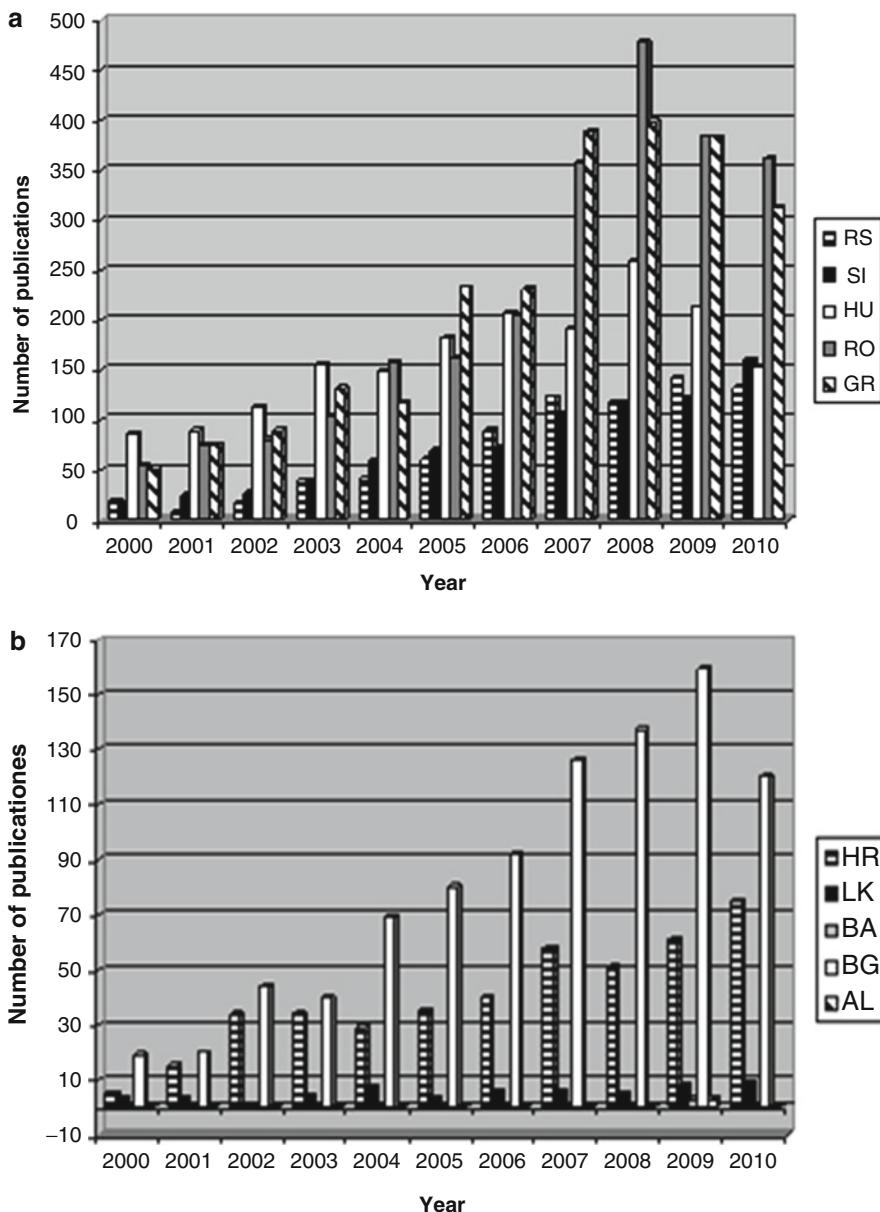 a
500
450
400
350
300
250
200
150
100
50
0
Number of publications
2000 2001 2002 2003 2004 2005 2006 2007 2008 2009 2010
Year
RS
SI
HU
RO
GR
b
170
150
130
110
90
70
50
30
10
–10
Number of publicationes
2000 2001 2002 2003 2004 2005 2006 2007 2008 2009 2010
Year
HR
LK
BA
BG
AL